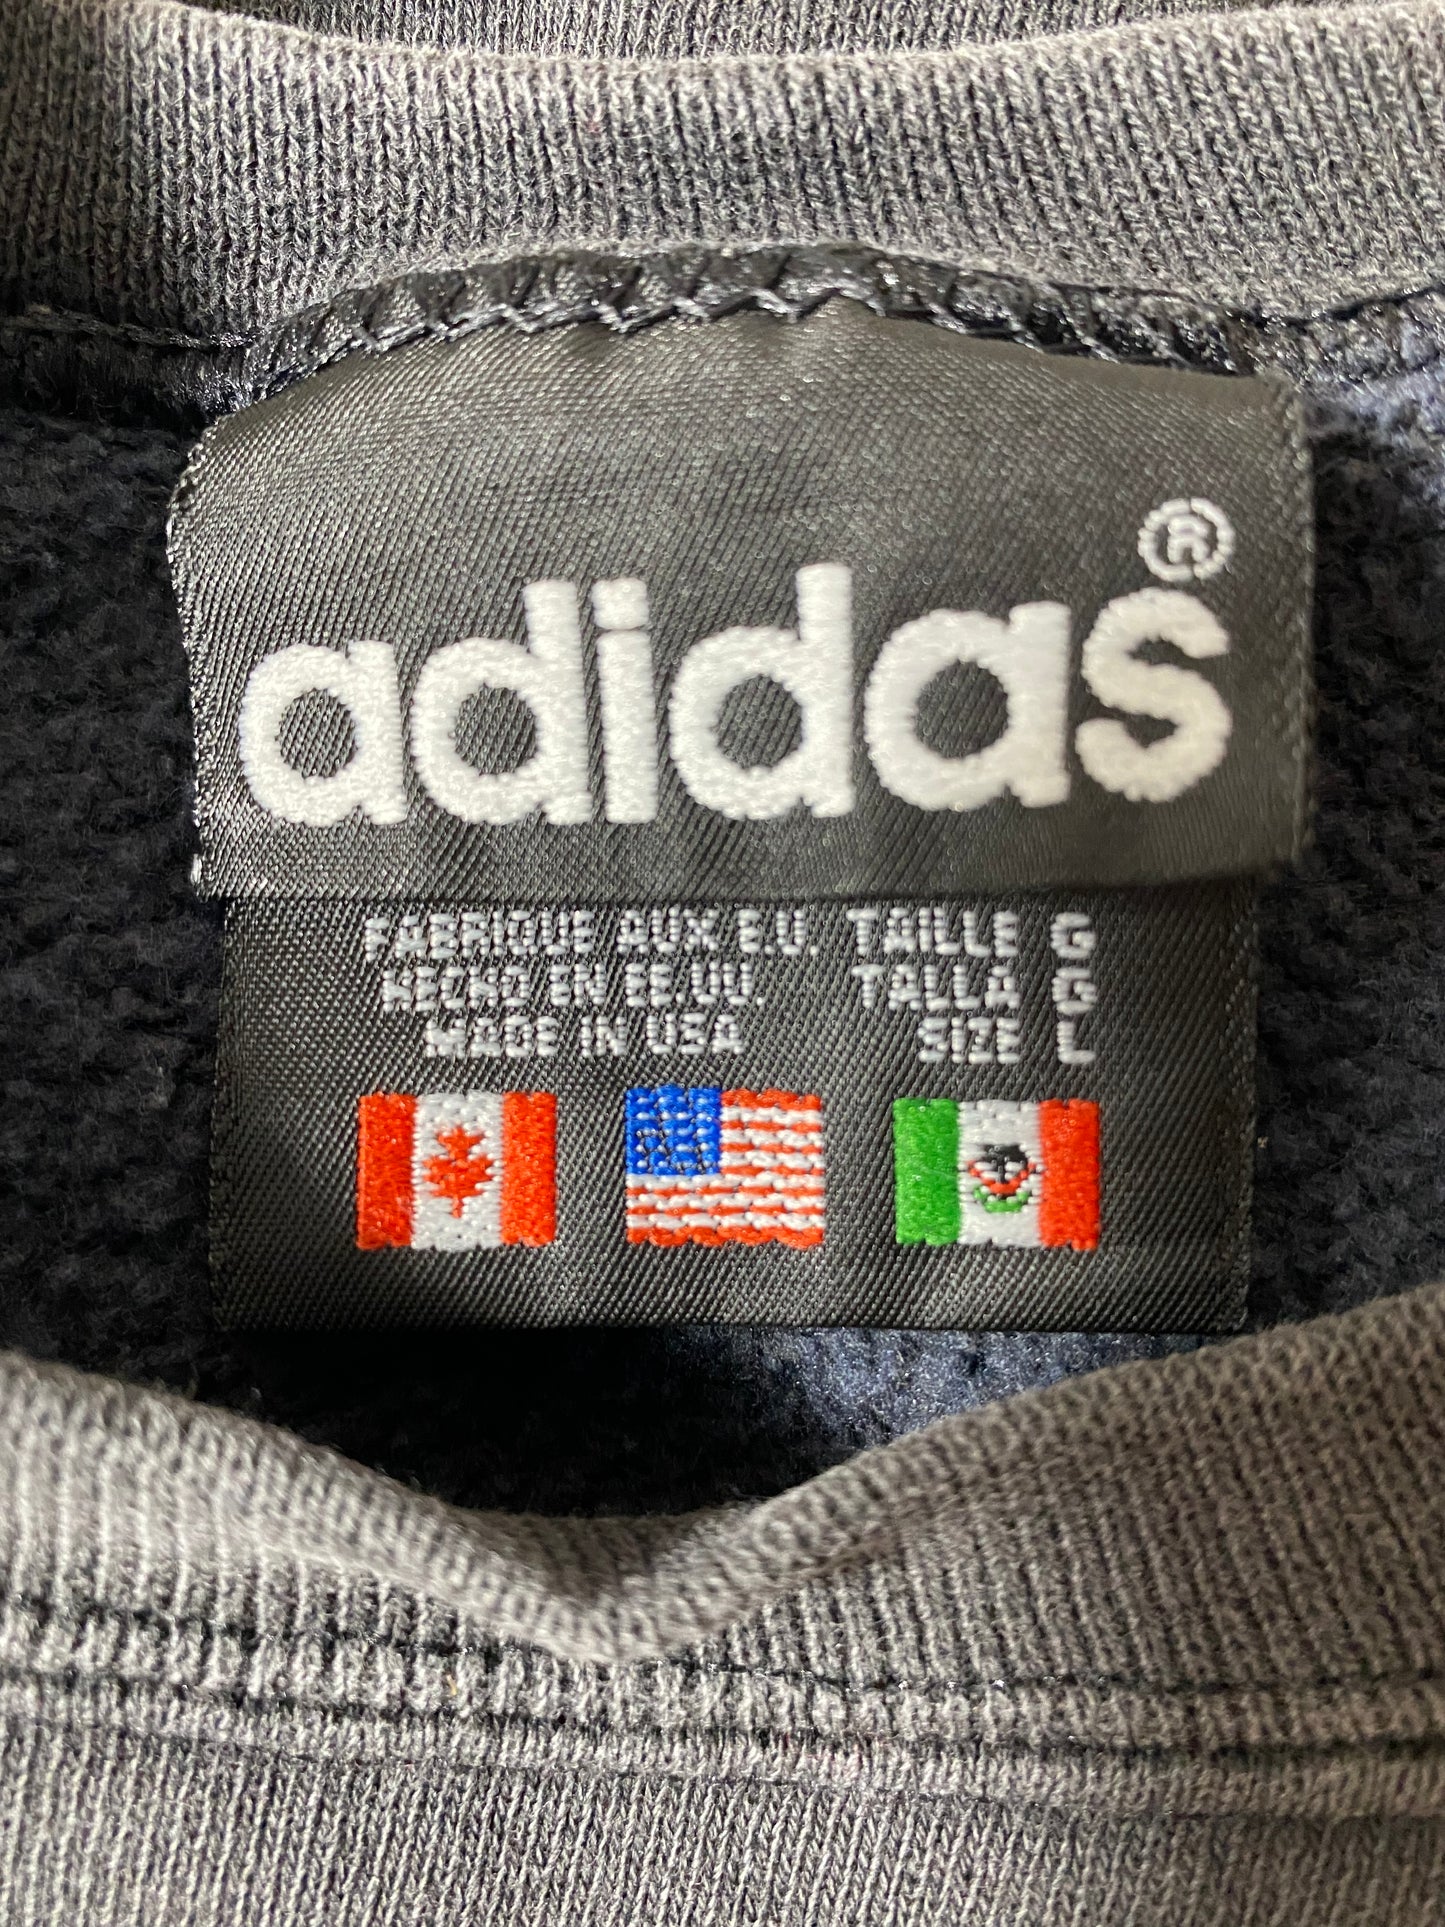 adidas®
FABRIQUE AUX E.U. TAILLE G
HECHO EN EE.UU. TALLA G
MADE IN USA SIZE L